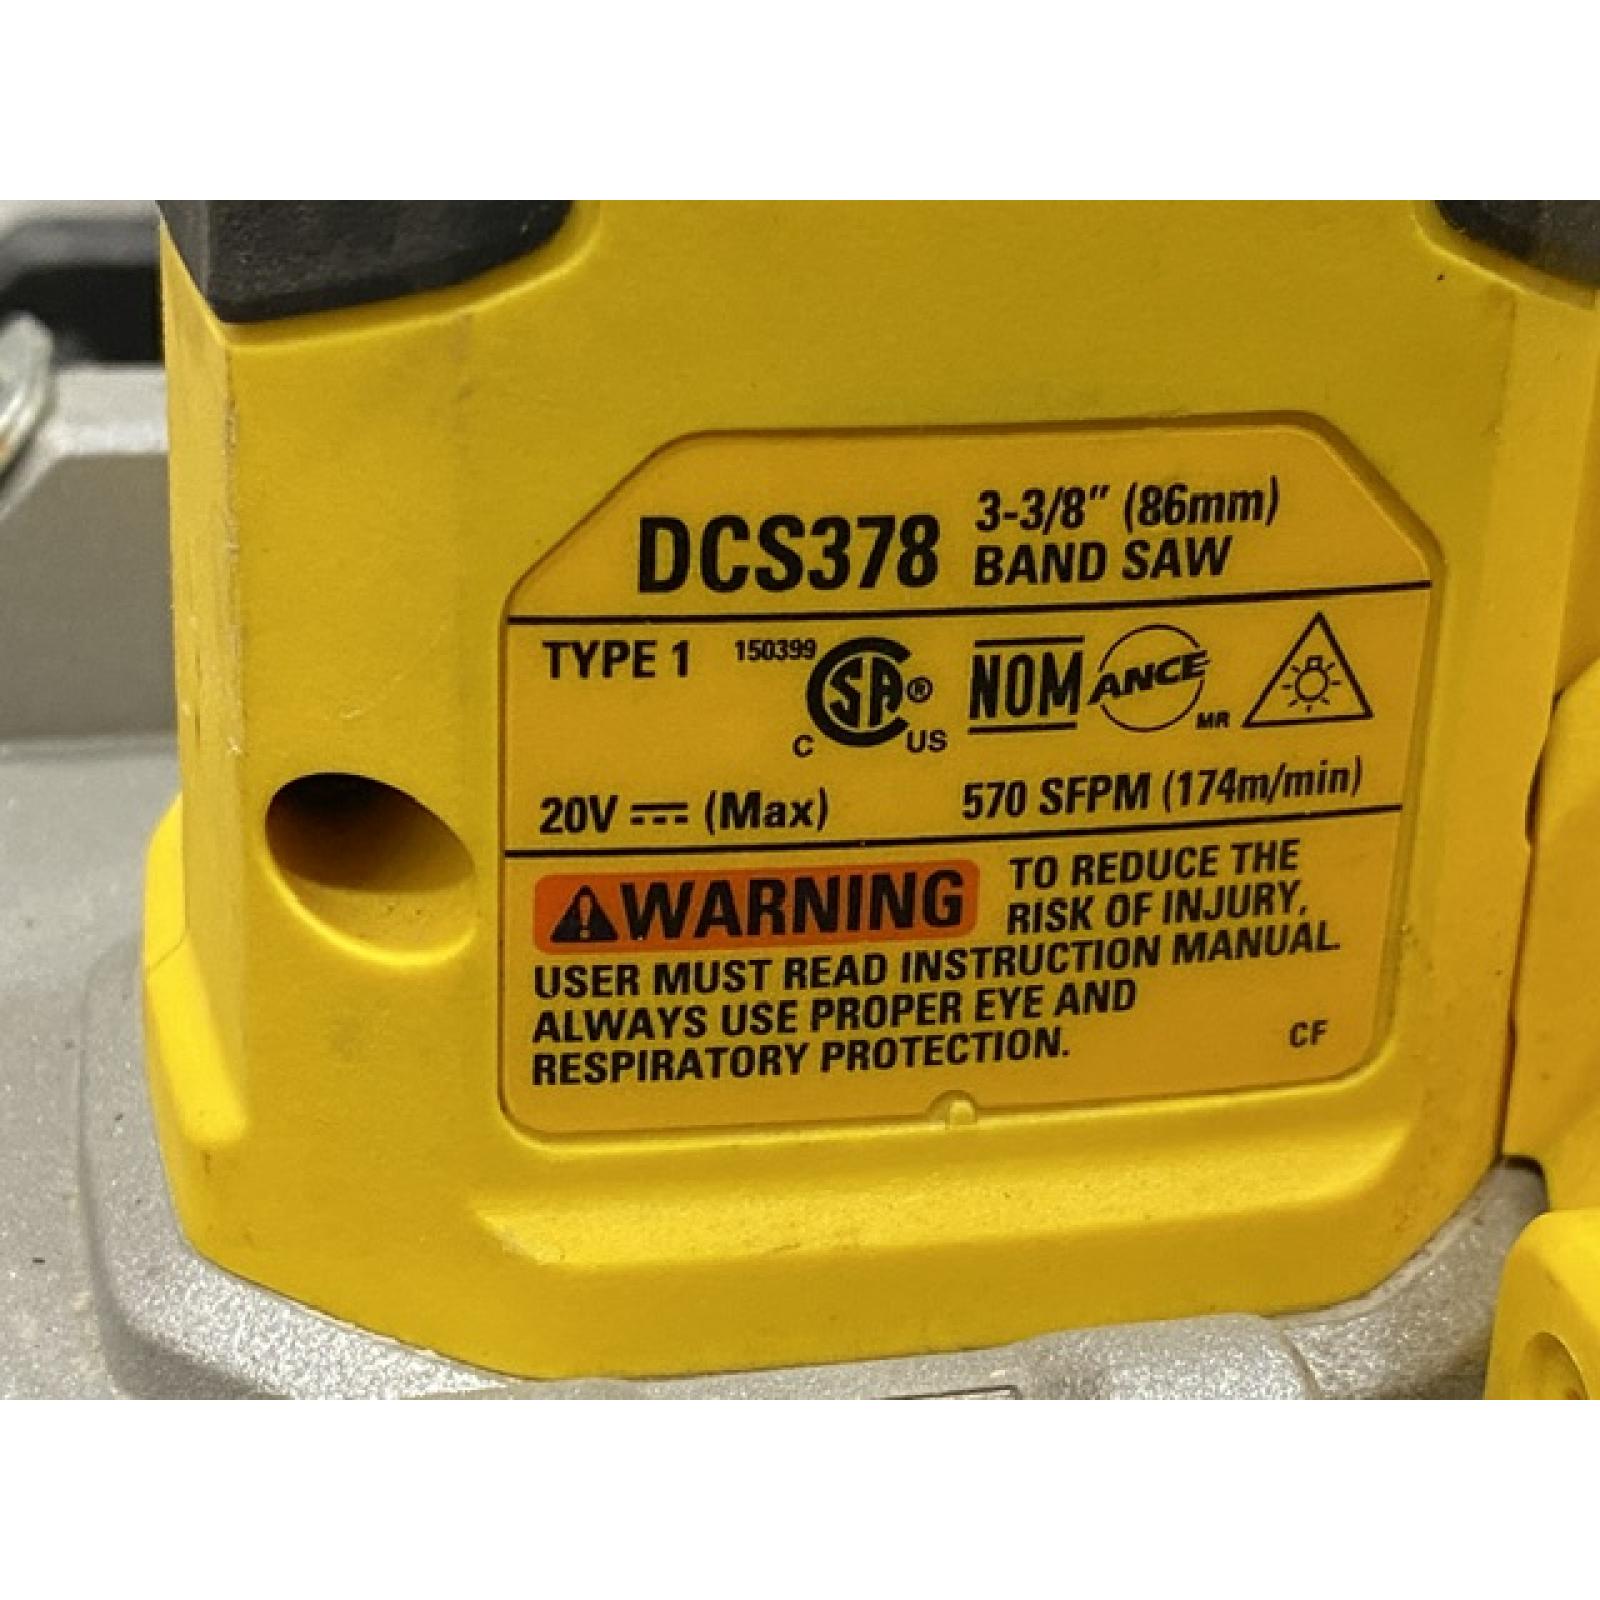 DCS378 3-3/8" (86mm)
BAND SAW
TYPE 1 150399 SA® NOM ANCE
C US MR
20V ⎓ (Max) 570 SFPM (174m/min)
WARNING TO REDUCE THE
RISK OF INJURY,
USER MUST READ INSTRUCTION MANUAL.
ALWAYS USE PROPER EYE AND
RESPIRATORY PROTECTION. CF